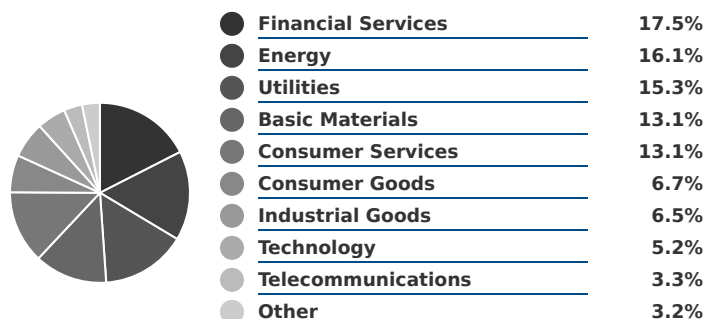 Financial Services 17.5%
Energy 16.1%
Utilities 15.3%
Basic Materials 13.1%
Consumer Services 13.1%
Consumer Goods 6.7%
Industrial Goods 6.5%
Technology 5.2%
Telecommunications 3.3%
Other 3.2%